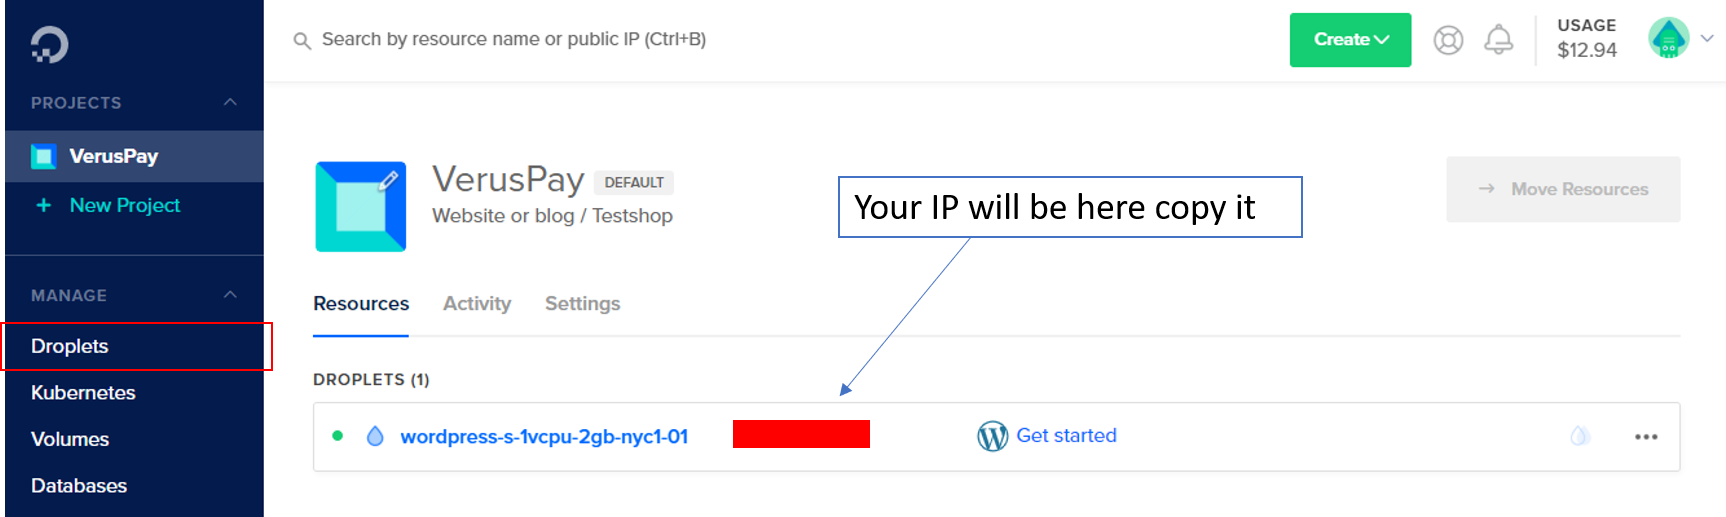 Search by resource name or public IP (Ctrl+B)
Create
USAGE
$12.94
PROJECTS
VerusPay
+ New Project
MANAGE
Droplets
Kubernetes
Volumes
Databases
VerusPay DEFAULT
Website or blog / Testshop
Your IP will be here copy it
→ Move Resources
Resources Activity Settings
DROPLETS (1)
wordpress-s-1vcpu-2gb-nyc1-01 Get started